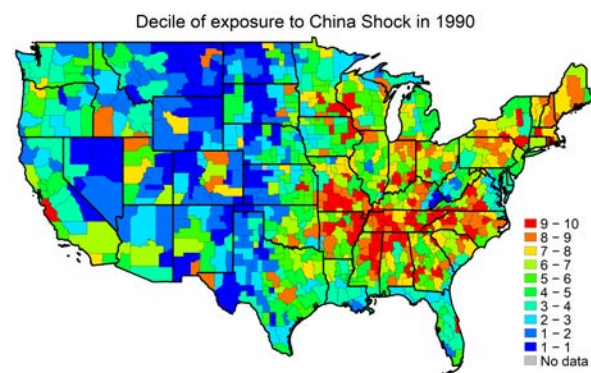 Decile of exposure to China Shock in 1990
9 – 10
8 – 9
7 – 8
6 – 7
5 – 6
4 – 5
3 – 4
2 – 3
1 – 2
1 – 1
No data